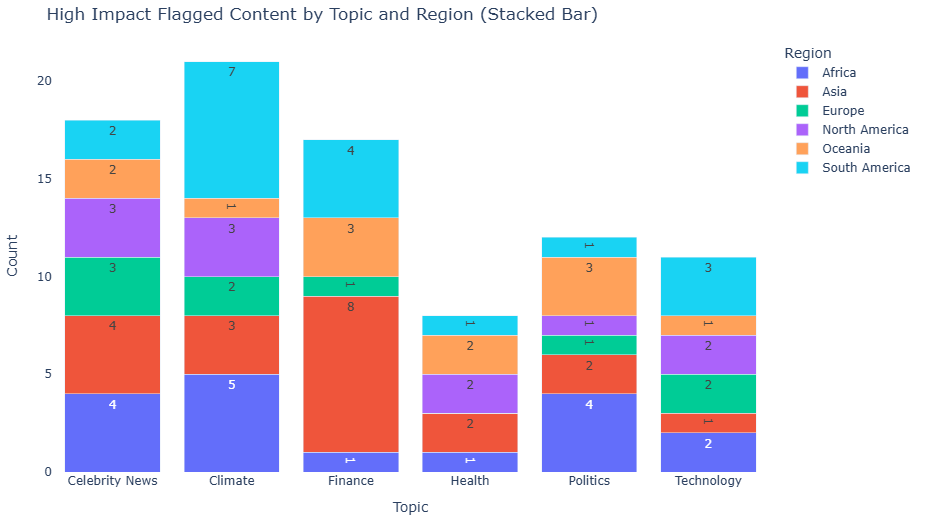 High Impact Flagged Content by Topic and Region (Stacked Bar)
Region
Africa
Asia
Europe
North America
Oceania
South America
Count
20
15
10
5
0
2
2
3
3
4
4
7
1
3
2
3
5
4
3
1
8
1
1
2
2
2
1
1
3
1
1
2
4
3
1
2
2
1
2
Celebrity News
Climate
Finance
Health
Politics
Technology
Topic